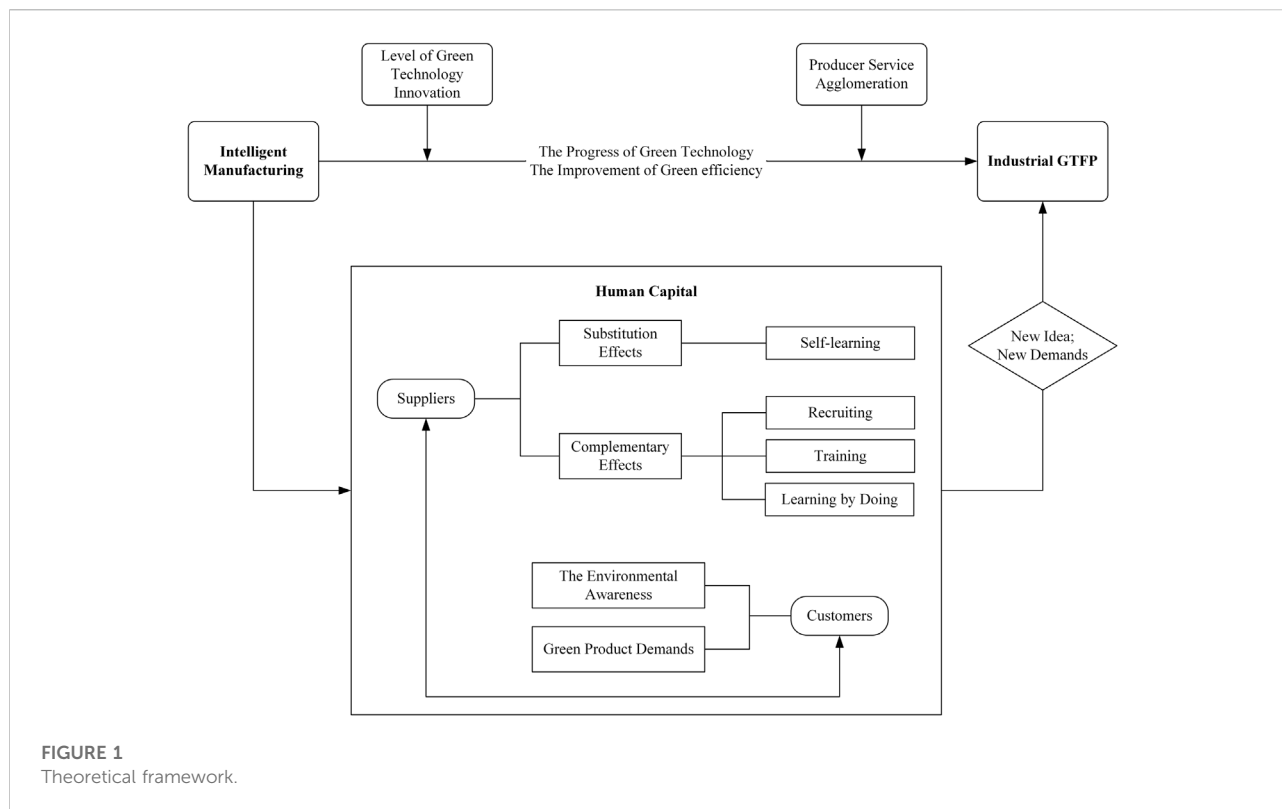 Level of Green
Technology
Innovation
Producer Service
Agglomeration
Intelligent
Manufacturing
The Progress of Green Technology
The Improvement of Green efficiency
Industrial GTFP
Human Capital
Substitution
Effects
Self-learning
New Idea;
New Demands
Suppliers
Recruiting
Complementary
Effects
Training
Learning by Doing
The Environmental
Awareness
Customers
Green Product Demands
FIGURE 1
Theoretical framework.